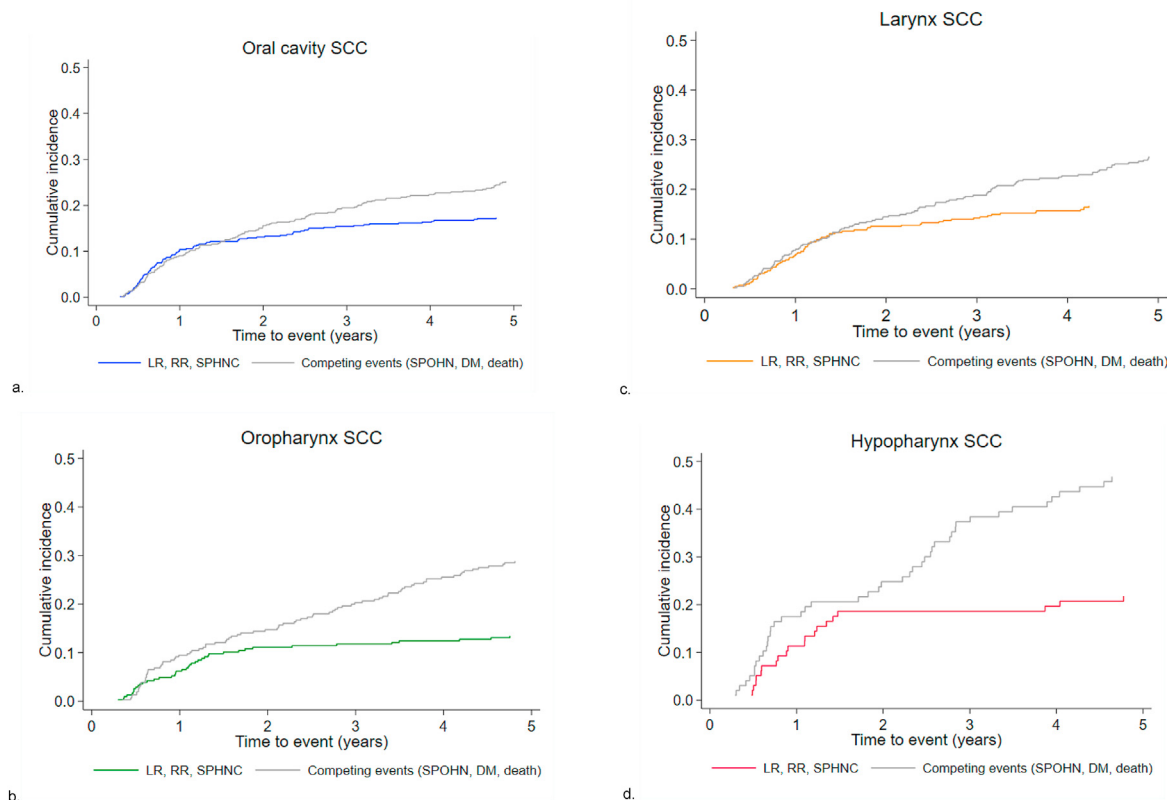 Oral cavity SCC
Cumulative incidence
0.5
0.4
0.3
0.2
0.1
0.0
0 1 2 3 4 5
Time to event (years)
LR, RR, SPHNC Competing events (SPOHN, DM, death)
a.
Oropharynx SCC
Cumulative incidence
0.5
0.4
0.3
0.2
0.1
0.0
0 1 2 3 4 5
Time to event (years)
LR, RR, SPHNC Competing events (SPOHN, DM, death)
b.
Larynx SCC
Cumulative incidence
0.5
0.4
0.3
0.2
0.1
0.0
0 1 2 3 4 5
Time to event (years)
LR, RR, SPHNC Competing events (SPOHN, DM, death)
c.
Hypopharynx SCC
Cumulative incidence
0.5
0.4
0.3
0.2
0.1
0.0
0 1 2 3 4 5
Time to event (years)
LR, RR, SPHNC Competing events (SPOHN, DM, death)
d.